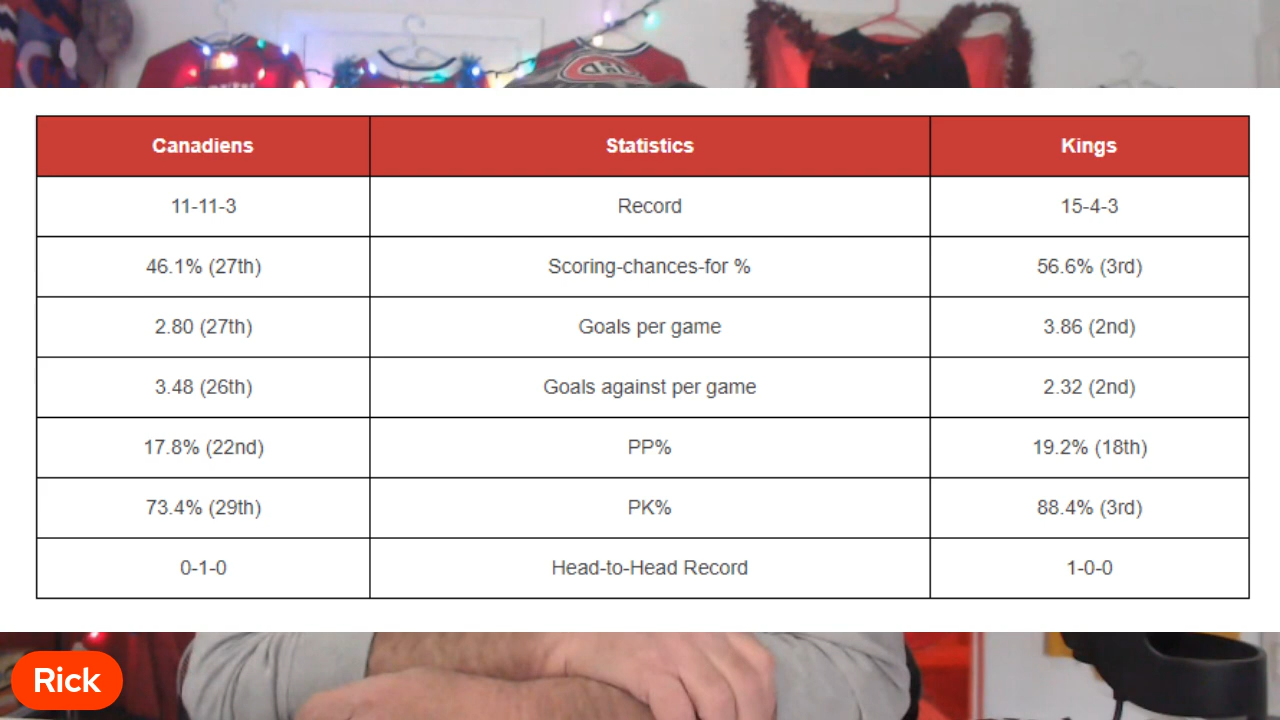 Canadiens Statistics Kings
11-11-3 Record 15-4-3
46.1% (27th) Scoring-chances-for % 56.6% (3rd)
2.80 (27th) Goals per game 3.86 (2nd)
3.48 (26th) Goals against per game 2.32 (2nd)
17.8% (22nd) PP% 19.2% (18th)
73.4% (29th) PK% 88.4% (3rd)
0-1-0 Head-to-Head Record 1-0-0
Rick